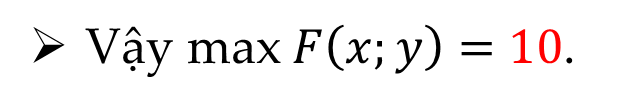 ➢ Vậy max F(x; y) = 10.